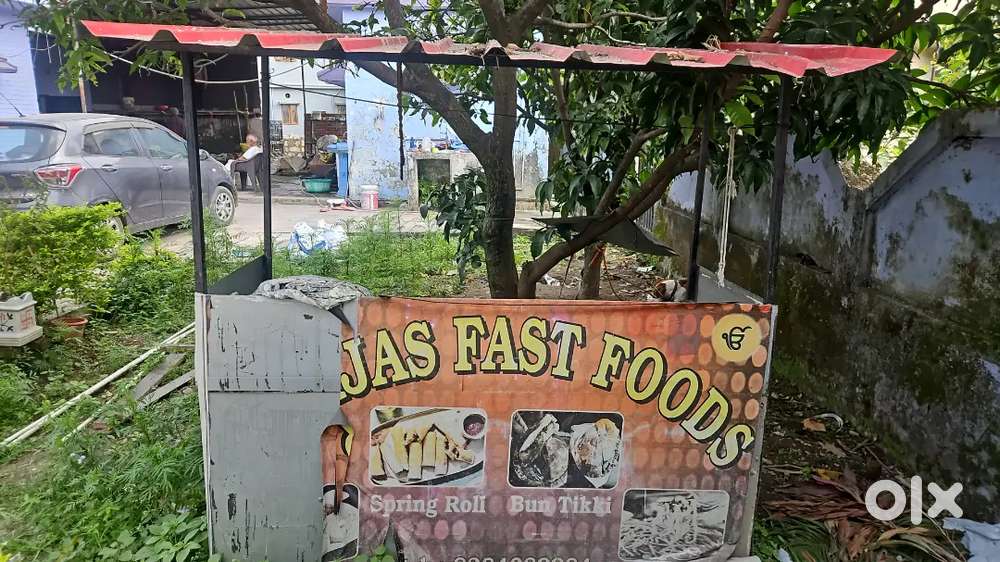 JAS FAST FOODS
ੴ
Spring Roll Bun Tikki
olx